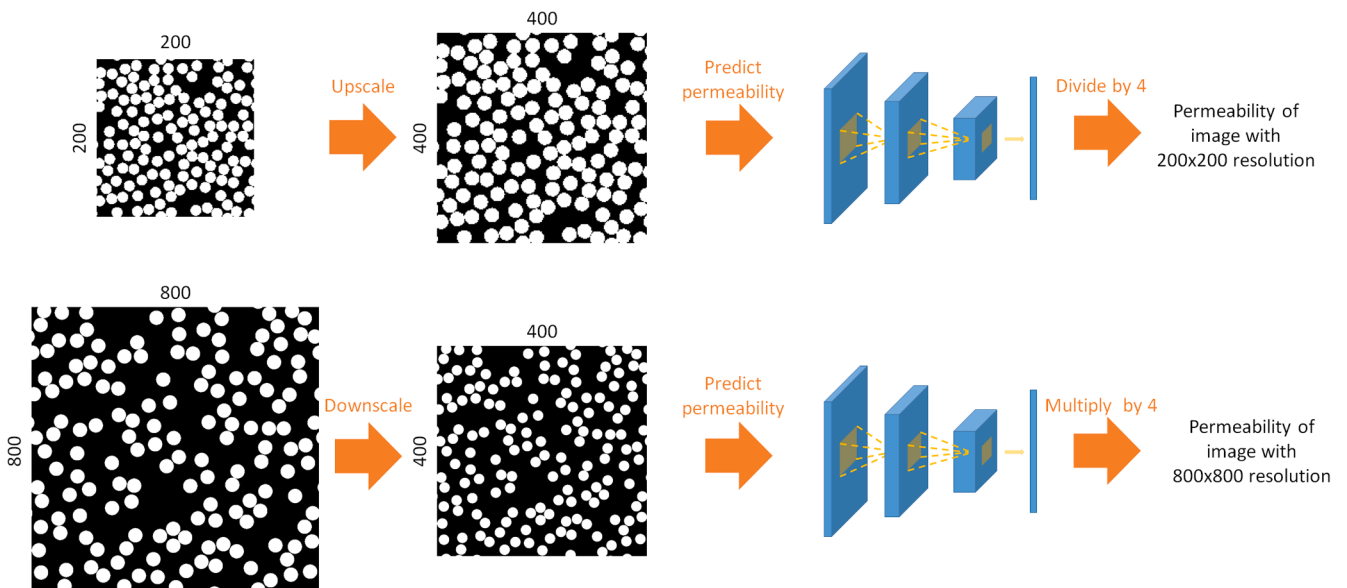 200
200
Upscale
400
400
Predict
permeability
Divide by 4
Permeability of
image with
200x200 resolution
800
800
Downscale
400
400
Predict
permeability
Multiply by 4
Permeability of
image with
800x800 resolution